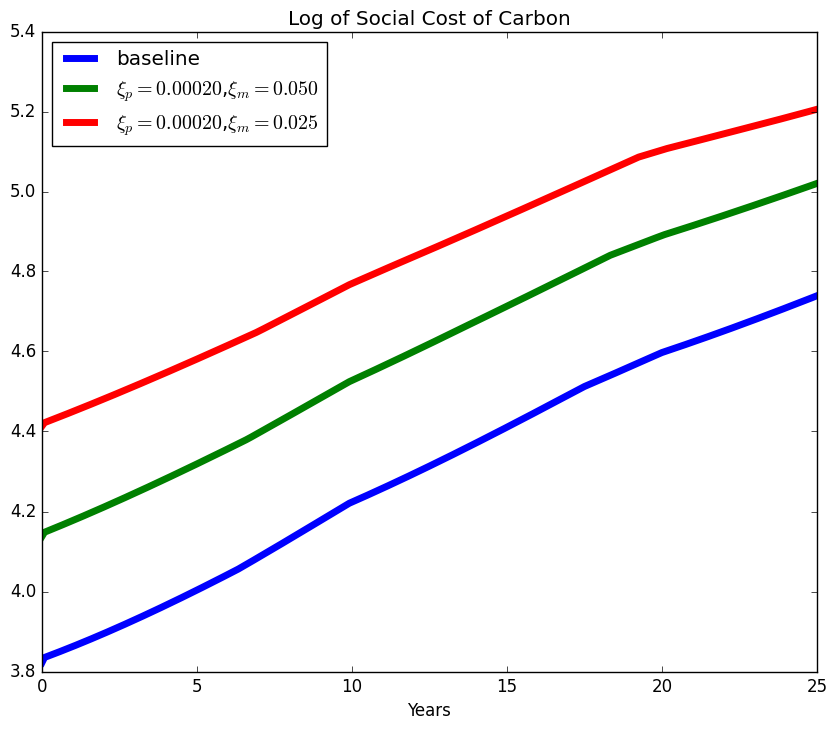 Log of Social Cost of Carbon
5.4
5.2
5.0
4.8
4.6
4.4
4.2
4.0
3.8
baseline
ξp = 0.00020,ξm = 0.050
ξp = 0.00020,ξm = 0.025
0 5 10 15 20 25
Years